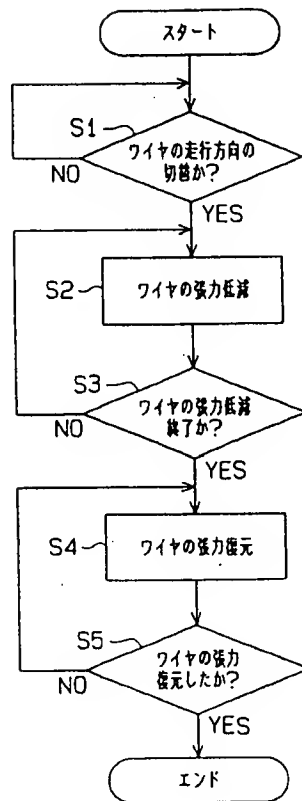 スタート
S1
ワイヤの走行方向の
切替か?
NO
YES
S2
ワイヤの張力低減
S3
ワイヤの張力低減
終了か?
NO
YES
S4
ワイヤの張力復元
S5
ワイヤの張力
復元したか?
NO
YES
エンド